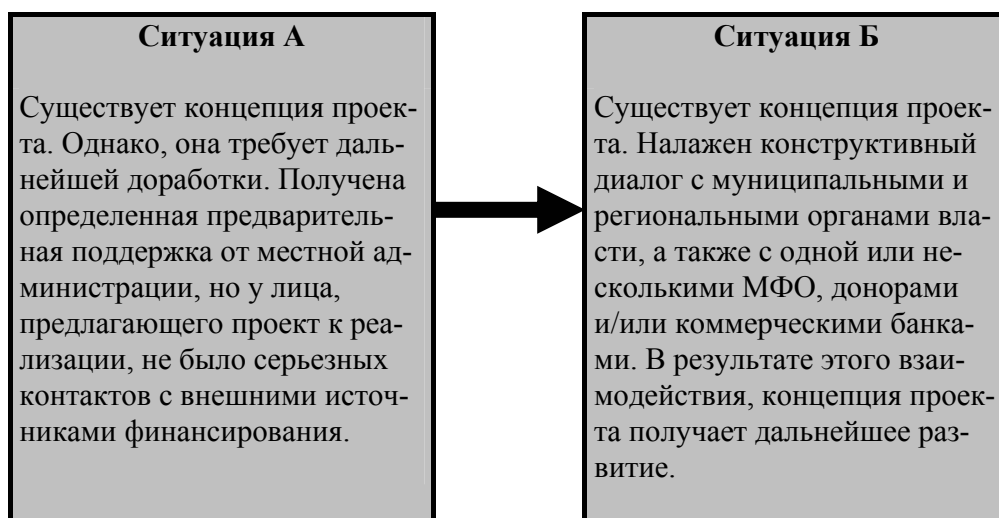 Ситуация А
Существует концепция проек-
та. Однако, она требует даль-
нейшей доработки. Получена
определенная предваритель-
ная поддержка от местной ад-
министрации, но у лица,
предлагающего проект к реа-
лизации, не было серьезных
контактов с внешними источ-
никами финансирования.
Ситуация Б
Существует концепция проек-
та. Налажен конструктивный
диалог с муниципальными и
региональными органами вла-
сти, а также с одной или не-
сколькими МФО, донорами
и/или коммерческими банка-
ми. В результате этого взаи-
модействия, концепция проек-
та получает дальнейшее раз-
витие.